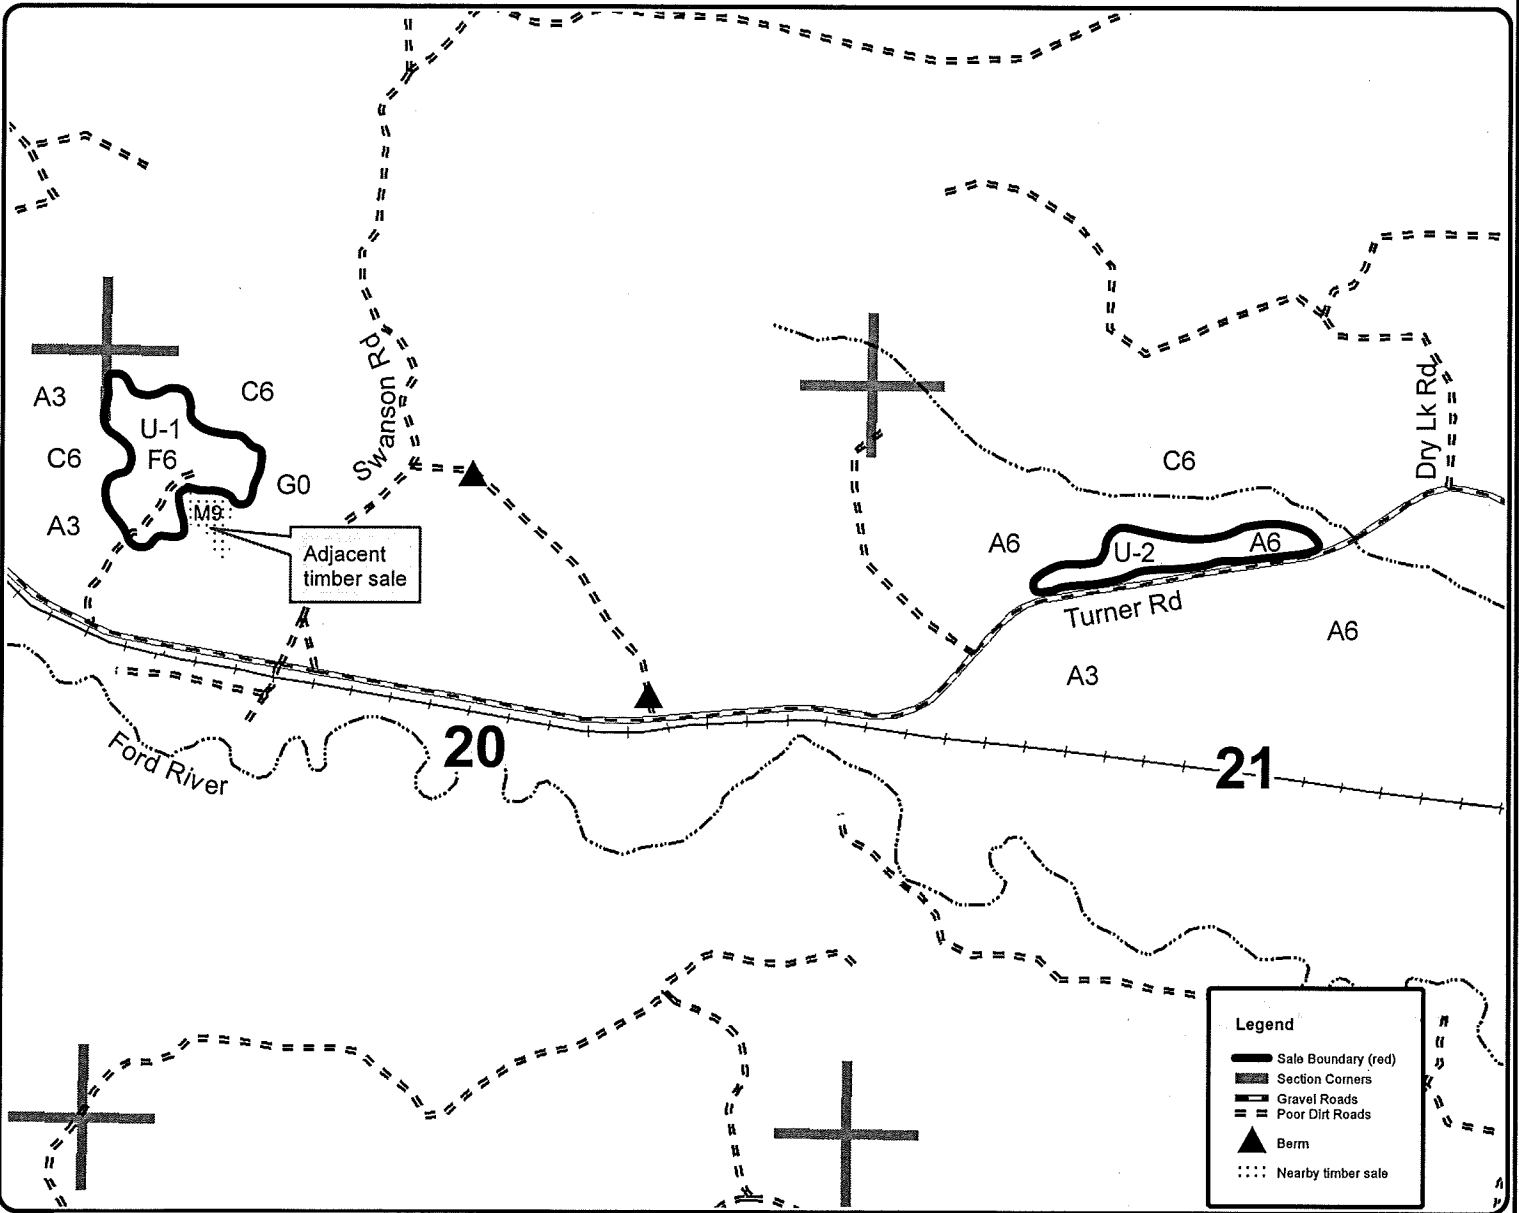 Swanson Rd
Dry Lk Rd
A3
C6
U-1
C6
F6
C6
G0
A3
M9
Adjacent
timber sale
A6
U-2
A6
Turner Rd
A6
A3
Ford River
20
21
Legend
Sale Boundary (red)
Section Corners
Gravel Roads
Poor Dirt Roads
Berm
Nearby timber sale